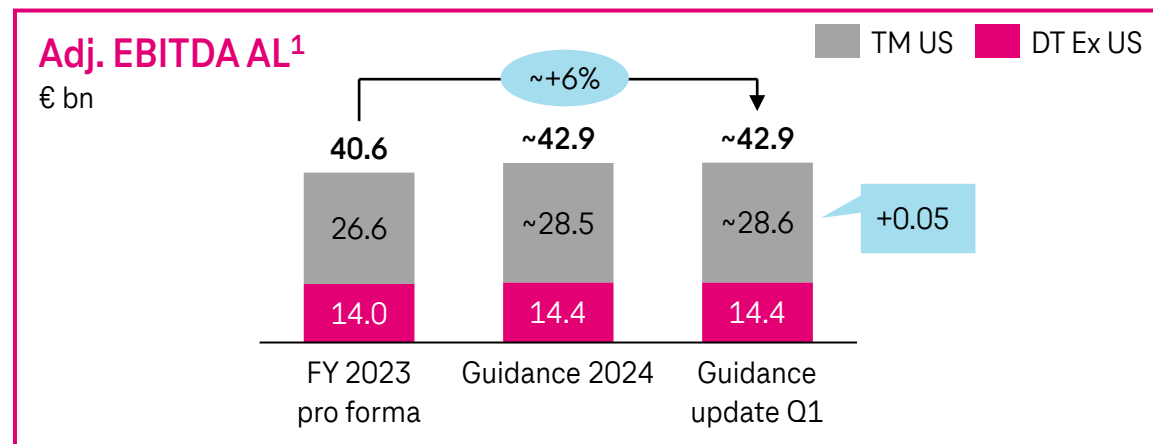 Adj. EBITDA AL1
€ bn
TM US
DT Ex US
~+6%
40.6
~42.9
~42.9
26.6
~28.5
~28.6
+0.05
14.0
14.4
14.4
FY 2023
pro forma
Guidance 2024
Guidance
update Q1